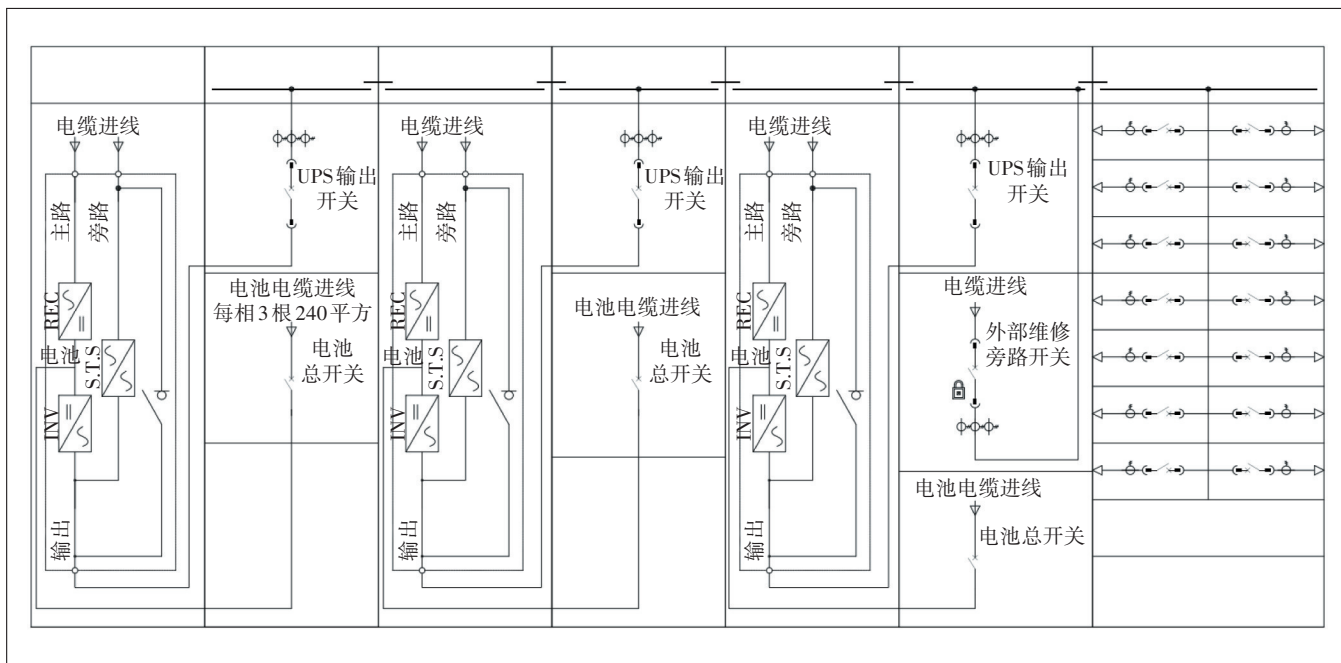 电缆进线
主路
旁路
REC
电池
S.T.S
INV
输出
UPS输出
开关
电池电缆进线
每相3根240平方
电池
总开关
电缆进线
主路
旁路
REC
电池
S.T.S
INV
输出
UPS输出
开关
电池电缆进线
电池
总开关
电缆进线
主路
旁路
REC
电池
S.T.S
INV
输出
UPS输出
开关
电缆进线
外部维修
旁路开关
电池电缆进线
电池总开关